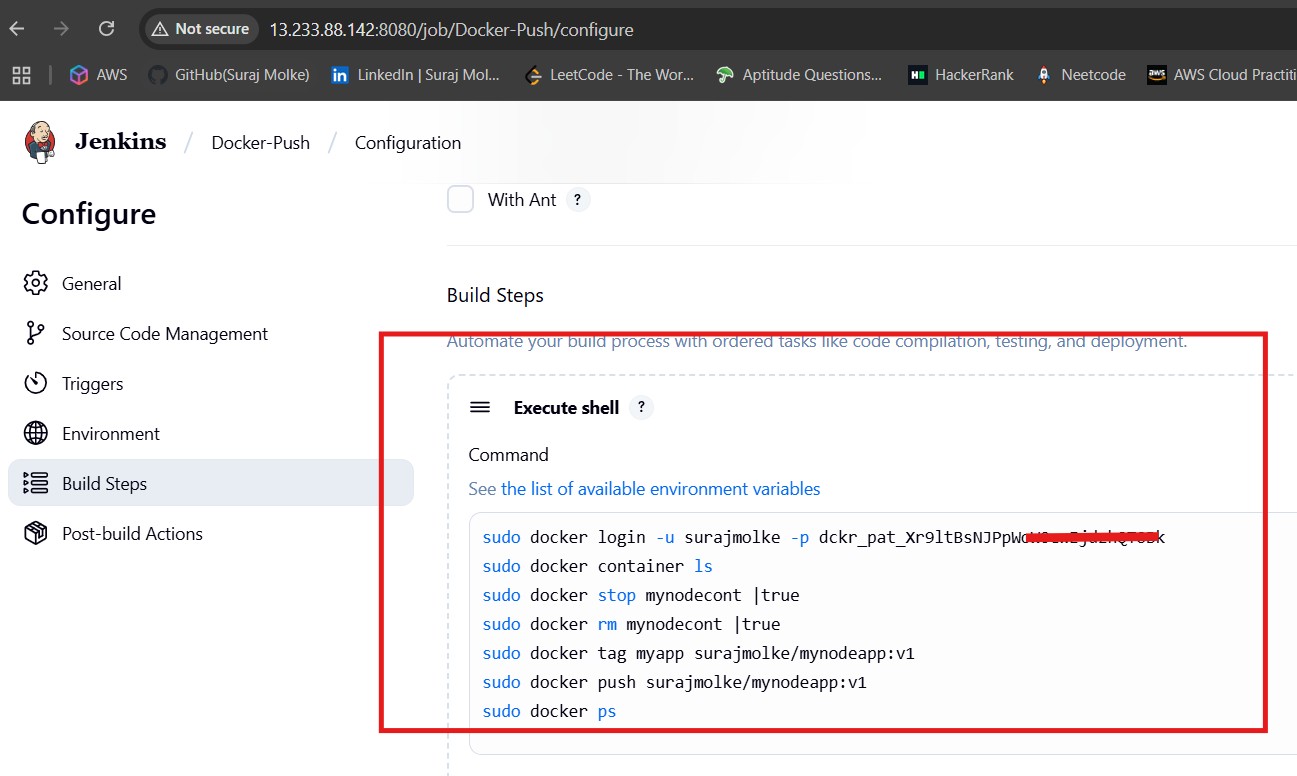 Not secure 13.233.88.142:8080/job/Docker-Push/configure
AWS GitHub(Suraj Molke) LinkedIn | Suraj Mol... LeetCode - The Wor... Aptitude Questions... HackerRank Neetcode AWS Cloud Practiti
Jenkins / Docker-Push / Configuration
Configure
General
Source Code Management
Triggers
Environment
Build Steps
Post-build Actions
With Ant ?
Build Steps
Automate your build process with ordered tasks like code compilation, testing, and deployment.
Execute shell ?
Command
See the list of available environment variables
sudo docker login -u surajmolke -p
sudo docker container ls
sudo docker stop mynodecont |true
sudo docker rm mynodecont |true
sudo docker tag myapp surajmolke/mynodeapp:v1
sudo docker push surajmolke/mynodeapp:v1
sudo docker ps